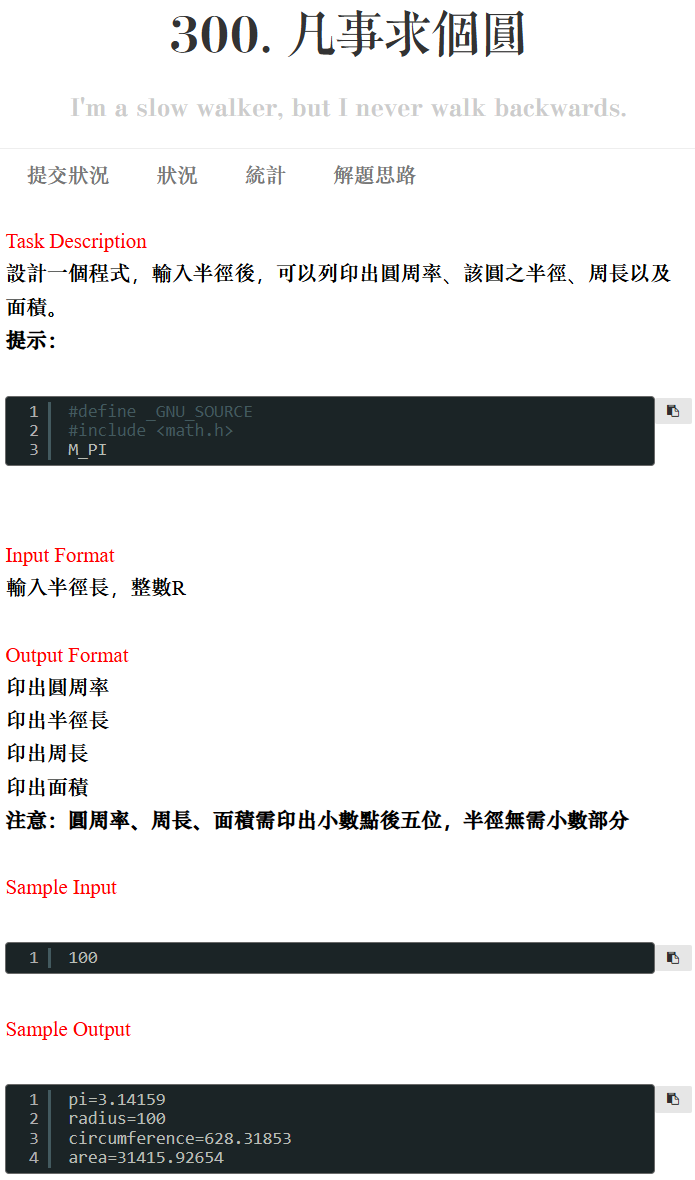 300. 凡事求個圓
I'm a slow walker, but I never walk backwards.
提交狀況 狀況 統計 解題思路
Task Description
設計一個程式，輸入半徑後，可以列印出圓周率、該圓之半徑、周長以及
面積。
提示：
1 #define _GNU_SOURCE
2 #include <math.h>
3 M_PI
Input Format
輸入半徑長，整數R
Output Format
印出圓周率
印出半徑長
印出周長
印出面積
注意：圓周率、周長、面積需印出小數點後五位，半徑無需小數部分
Sample Input
1 100
Sample Output
1 pi=3.14159
2 radius=100
3 circumference=628.31853
4 area=31415.92654